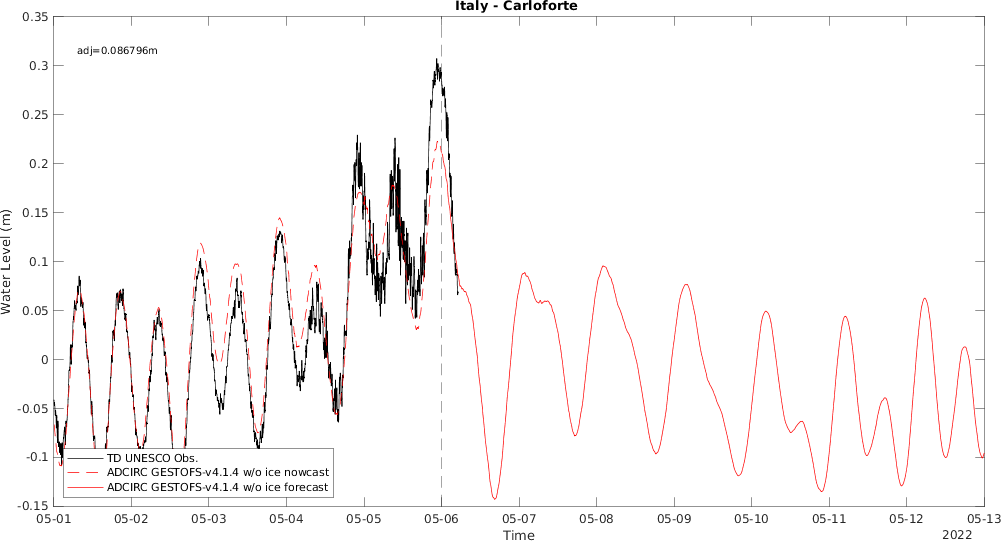 Italy - Carloforte
adj=0.086796m
0.35
0.3
0.25
0.2
0.15
0.1
0.05
0
-0.05
-0.1
-0.15
Water Level (m)
TD UNESCO Obs.
ADCIRC GESTOFS-v4.1.4 w/o ice nowcast
ADCIRC GESTOFS-v4.1.4 w/o ice forecast
05-01 05-02 05-03 05-04 05-05 05-06 05-07 05-08 05-09 05-10 05-11 05-12 05-13
Time
2022